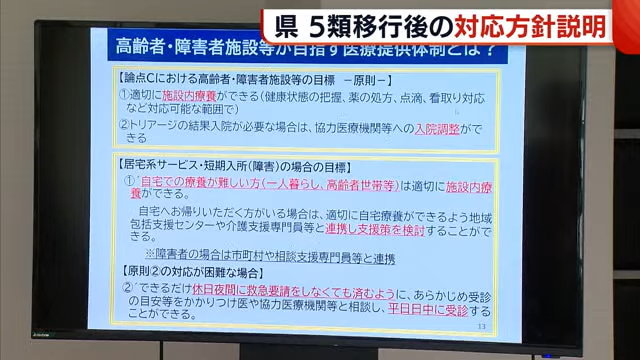 県 5類移行後の対応方針説明
高齢者・障害者施設等が目指す医療提供体制とは？
【論点Cにおける高齢者・障害者施設等の目標 －原則－】
①適切に施設内療養ができる（健康状態の把握、薬の処方、点滴、看取り対応
など対応可能な範囲で）
②トリアージの結果入院が必要な場合は、協力医療機関等への入院調整がで
きる
【居宅系サービス・短期入所（障害）の場合の目標】
①´自宅での療養が難しい方（一人暮らし、高齢者世帯等）は適切に施設内療
養ができる。
自宅へお帰りいただく方がいる場合は、適切に自宅療養ができるよう地域
包括支援センターや介護支援専門員等と連携し支援策を検討することができ
る。
※障害者の場合は市町村や相談支援専門員等と連携
【原則②の対応が困難な場合】
②´できるだけ休日夜間に救急要請をしなくても済むように、あらかじめ受診
の目安等をかかりつけ医や協力医療機関等と相談し、平日日中に受診する
ことができる。
13